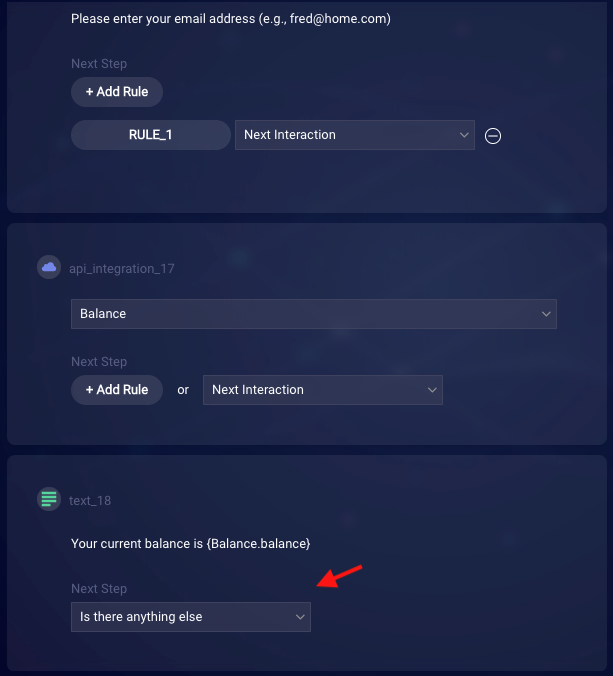 Please enter your email address (e.g., fred@home.com)
Next Step
+ Add Rule
RULE_1 Next Interaction
api_integration_17
Balance
Next Step
+ Add Rule or Next Interaction
text_18
Your current balance is {Balance.balance}
Next Step
Is there anything else